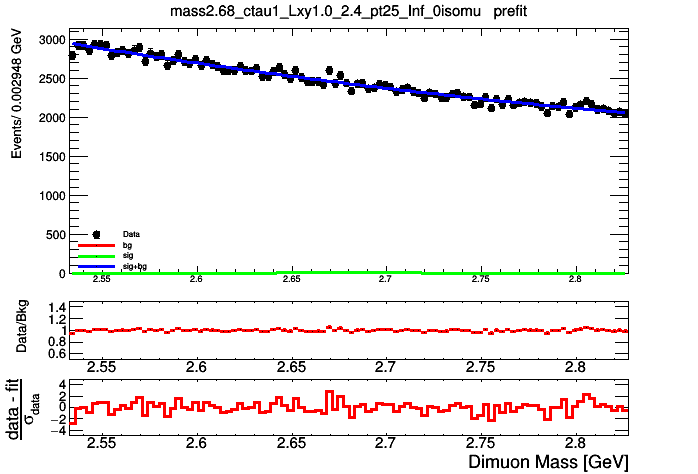 mass2.68_ctau1_Lxy1.0_2.4_pt25_Inf_0isomu prefit
Events/ 0.002948 GeV
3000
2500
2000
1500
1000
500
0
Data
bg
sig
sig+bg
2.55 2.6 2.65 2.7 2.75 2.8
Data/Bkg
1.4
1.2
1
0.8
0.6
2.55 2.6 2.65 2.7 2.75 2.8
data - fit
σdata
4
2
0
−2
−4
2.55 2.6 2.65 2.7 2.75 2.8
Dimuon Mass [GeV]